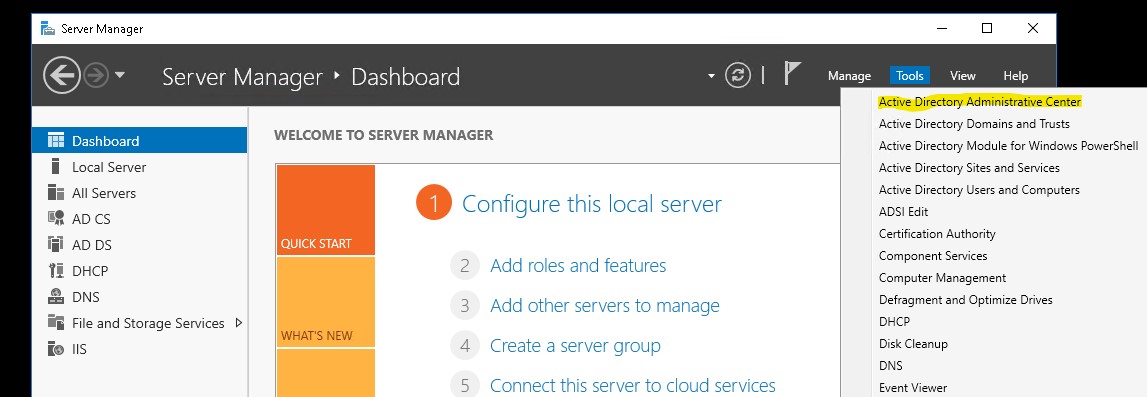 Server Manager
Server Manager ‣ Dashboard
Manage Tools View Help
Dashboard
Local Server
All Servers
AD CS
AD DS
DHCP
DNS
File and Storage Services
IIS
WELCOME TO SERVER MANAGER
QUICK START
WHAT'S NEW
1 Configure this local server
2 Add roles and features
3 Add other servers to manage
4 Create a server group
5 Connect this server to cloud services
Active Directory Administrative Center
Active Directory Domains and Trusts
Active Directory Module for Windows PowerShell
Active Directory Sites and Services
Active Directory Users and Computers
ADSI Edit
Certification Authority
Component Services
Computer Management
Defragment and Optimize Drives
DHCP
Disk Cleanup
DNS
Event Viewer